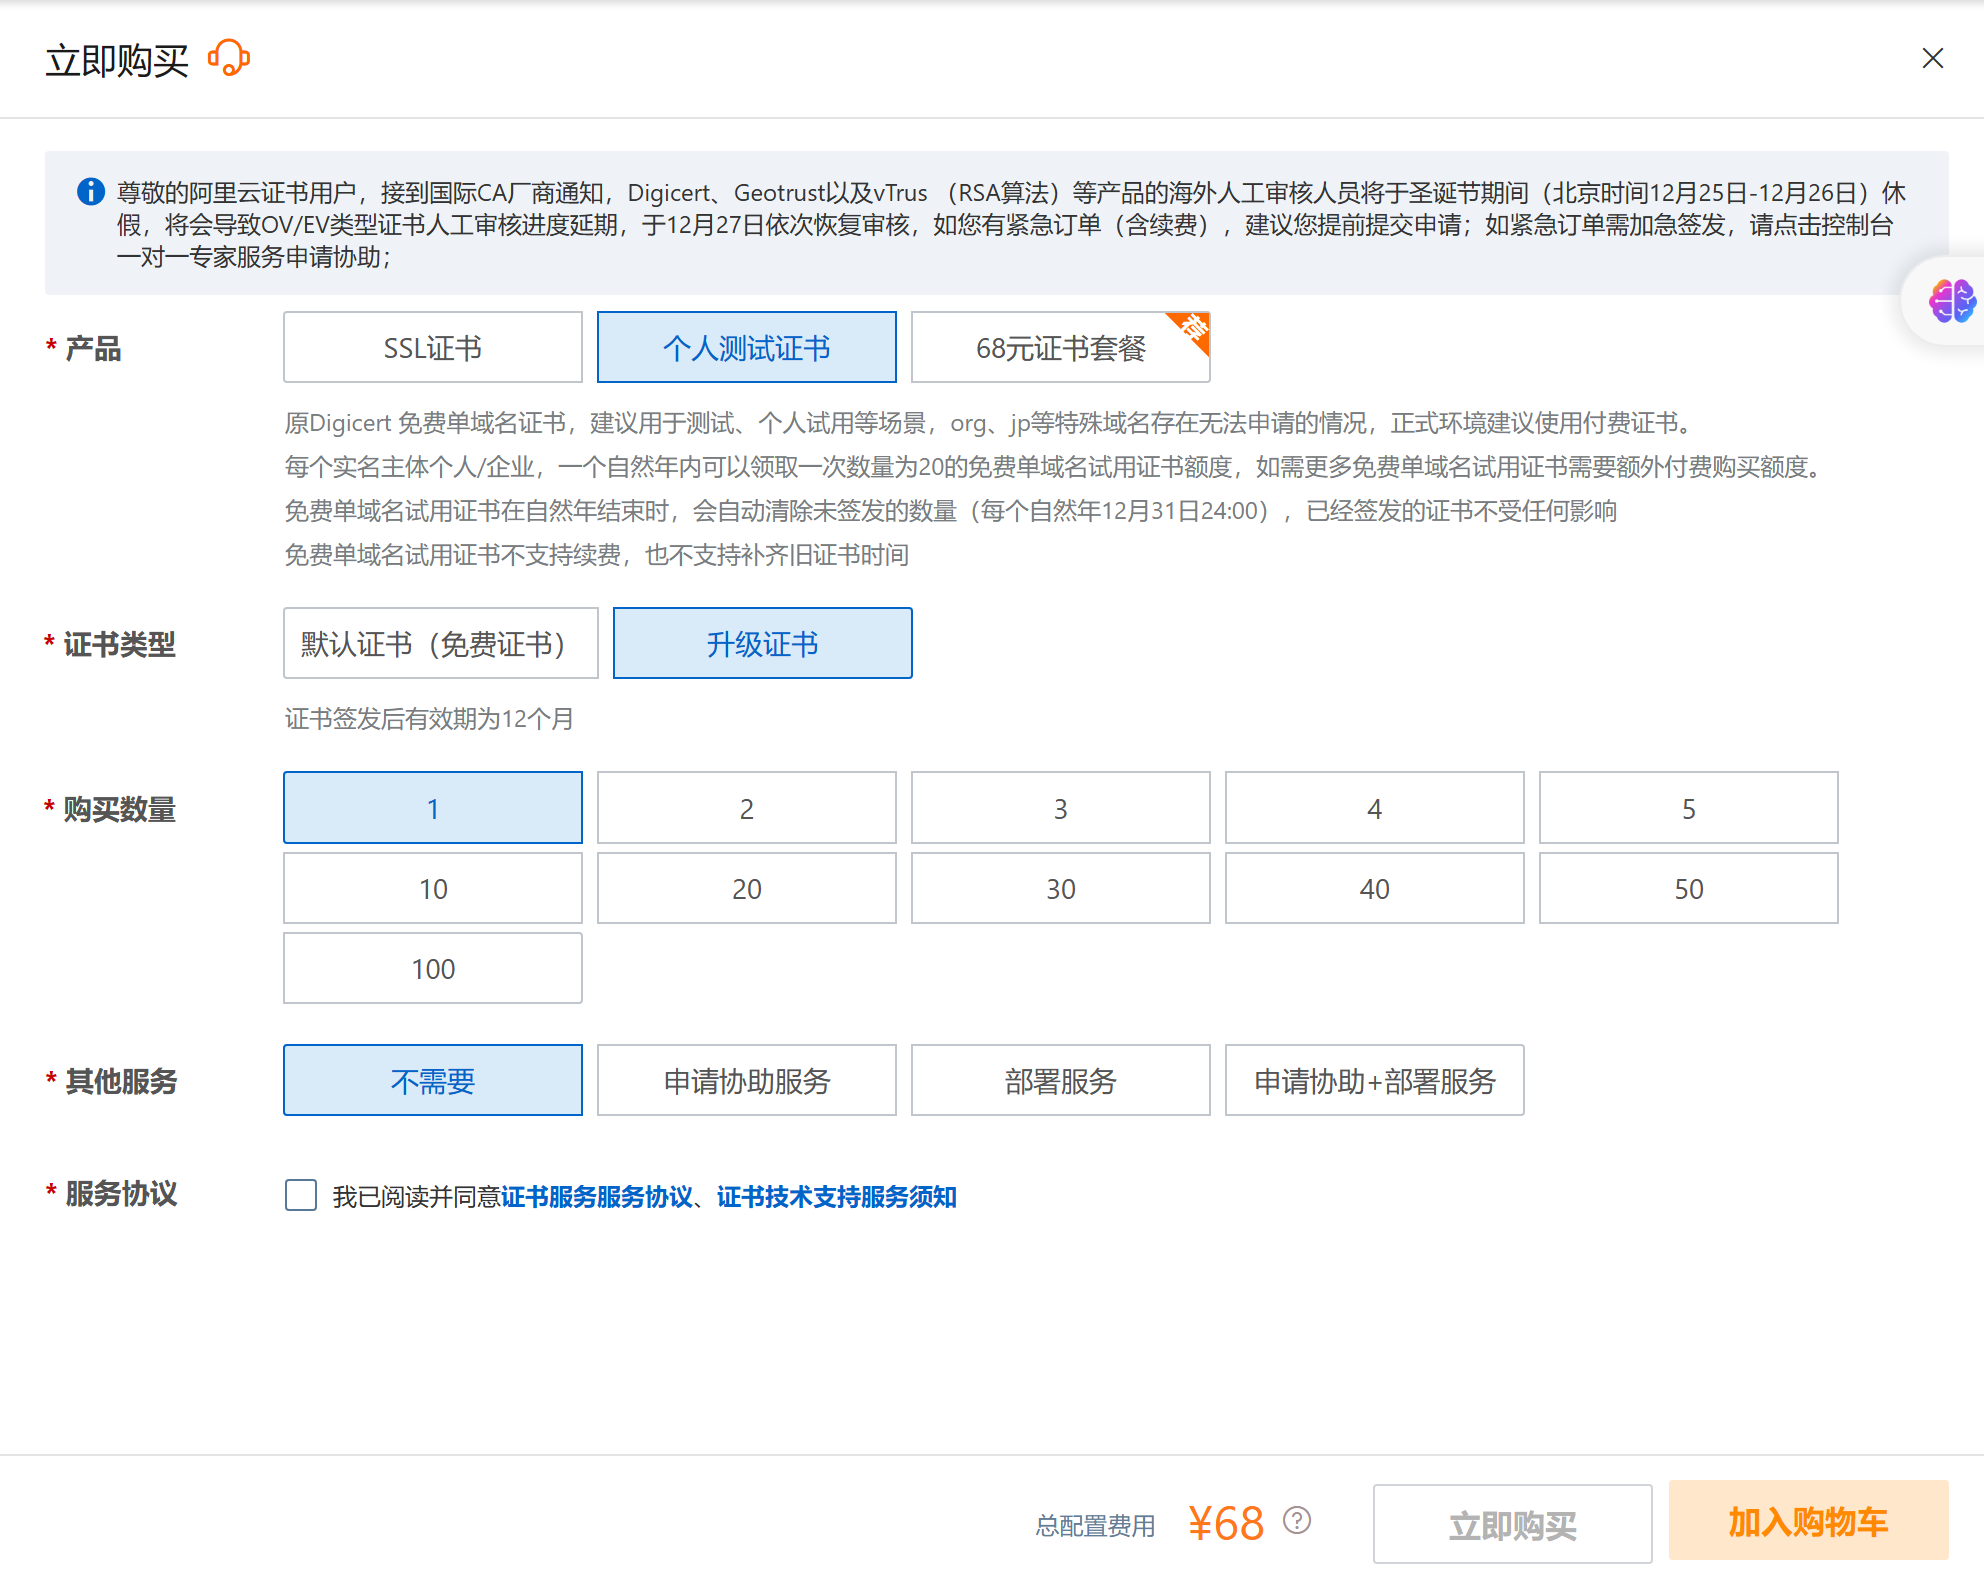 立即购买
尊敬的阿里云证书用户，接到国际CA厂商通知，Digicert、Geotrust以及vTrus （RSA算法）等产品的海外人工审核人员将于圣诞节期间（北京时间12月25日-12月26日）休
假，将会导致OV/EV类型证书人工审核进度延期，于12月27日依次恢复审核，如您有紧急订单（含续费），建议您提前提交申请；如紧急订单需加急签发，请点击控制台
一对一专家服务申请协助；
* 产品 SSL证书 个人测试证书 68元证书套餐 荐
原Digicert 免费单域名证书，建议用于测试、个人试用等场景，org、jp等特殊域名存在无法申请的情况，正式环境建议使用付费证书。
每个实名主体个人/企业，一个自然年内可以领取一次数量为20的免费单域名试用证书额度，如需更多免费单域名试用证书需要额外付费购买额度。
免费单域名试用证书在自然年结束时，会自动清除未签发的数量（每个自然年12月31日24:00），已经签发的证书不受任何影响
免费单域名试用证书不支持续费，也不支持补齐旧证书时间
* 证书类型 默认证书（免费证书） 升级证书
证书签发后有效期为12个月
* 购买数量 1 2 3 4 5
10 20 30 40 50
100
* 其他服务 不需要 申请协助服务 部署服务 申请协助+部署服务
* 服务协议 我已阅读并同意证书服务服务协议、证书技术支持服务须知
总配置费用 ¥68 ? 立即购买 加入购物车